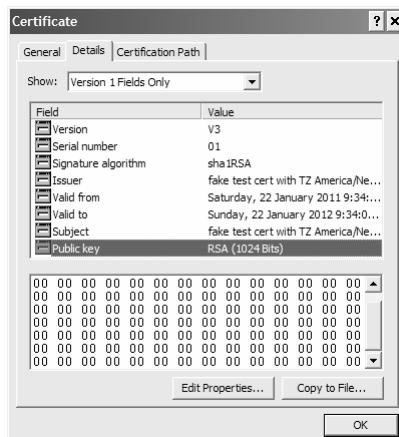 Certificate ? x
General Details Certification Path
Show: Version 1 Fields Only
Field Value
Version V3
Serial number 01
Signature algorithm sha1RSA
Issuer fake test cert with TZ America/Ne...
Valid from Saturday, 22 January 2011 9:34:...
Valid to Sunday, 22 January 2012 9:34:0...
Subject fake test cert with TZ America/Ne...
Public key RSA (1024 Bits)
00 00 00 00 00 00 00 00 00 00 00 00 00 00 00
00 00 00 00 00 00 00 00 00 00 00 00 00 00 00
00 00 00 00 00 00 00 00 00 00 00 00 00 00 00
00 00 00 00 00 00 00 00 00 00 00 00 00 00 00
00 00 00 00 00 00 00 00 00 00 00 00 00 00 00
00 00 00 00 00 00 00 00 00 00 00 00 00 00 00
00 00 00 00 00 00 00 00 00 00 00 00 00 00 00
Edit Properties... Copy to File...
OK